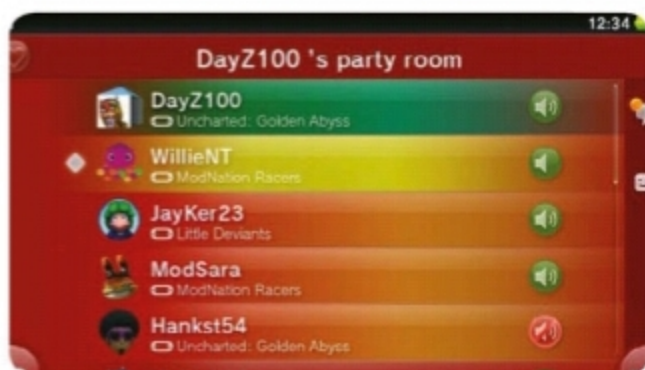 12:34
DayZ100 's party room
DayZ100
Uncharted: Golden Abyss
WillieNT
ModNation Racers
JayKer23
Little Deviants
ModSara
ModNation Racers
Hankst54
Uncharted: Golden Abyss